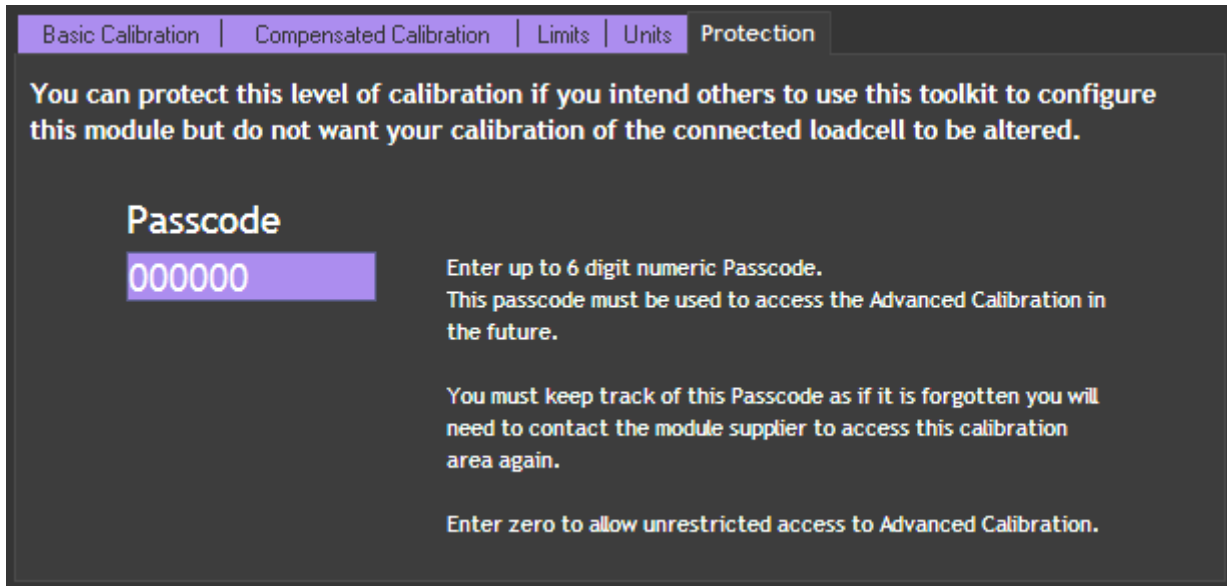 Basic Calibration | Compensated Calibration | Limits | Units Protection
You can protect this level of calibration if you intend others to use this toolkit to configure
this module but do not want your calibration of the connected loadcell to be altered.
Passcode
000000
Enter up to 6 digit numeric Passcode.
This passcode must be used to access the Advanced Calibration in
the future.
You must keep track of this Passcode as if it is forgotten you will
need to contact the module supplier to access this calibration
area again.
Enter zero to allow unrestricted access to Advanced Calibration.